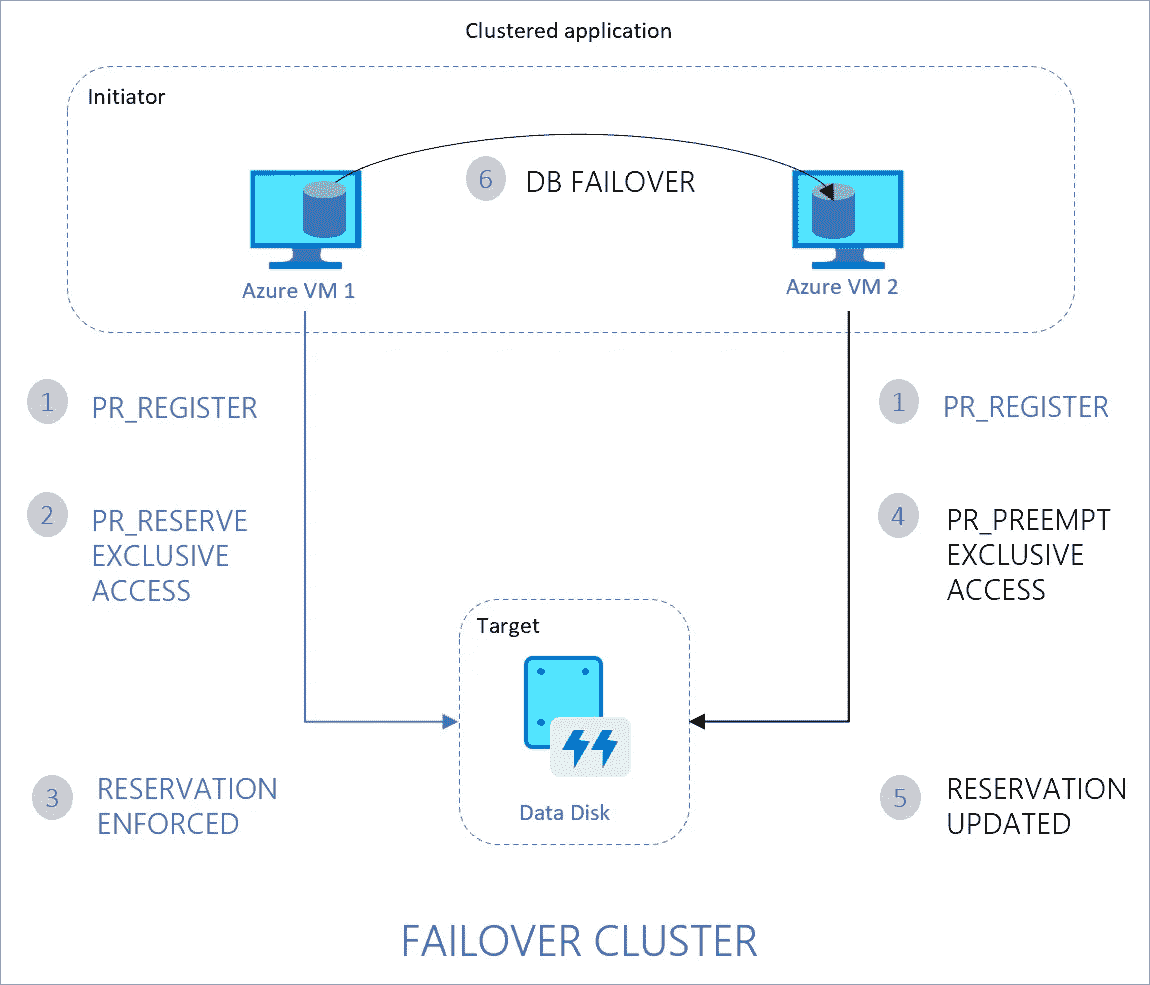 Clustered application
Initiator
6 DB FAILOVER
Azure VM 1
Azure VM 2
1 PR_REGISTER
1 PR_REGISTER
2 PR_RESERVE
EXCLUSIVE
ACCESS
4 PR_PREEMPT
EXCLUSIVE
ACCESS
Target
Data Disk
3 RESERVATION
ENFORCED
5 RESERVATION
UPDATED
FAILOVER CLUSTER